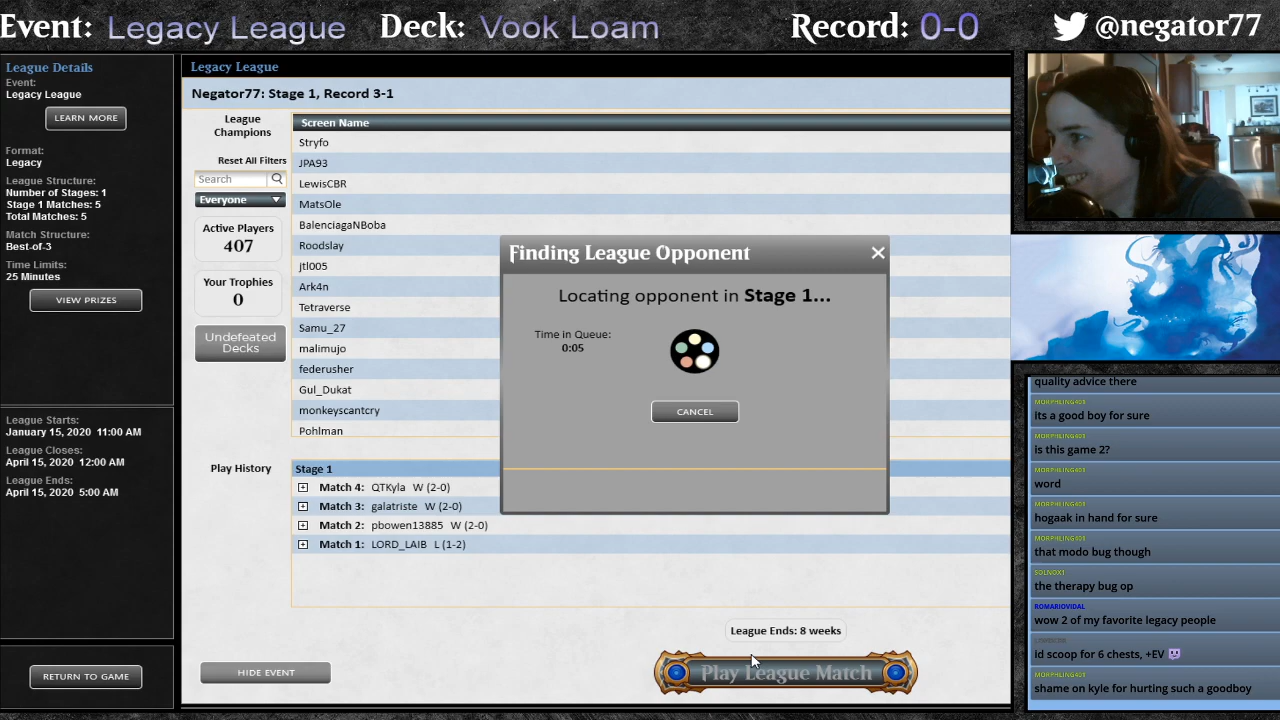 Event: Legacy League Deck: Vook Loam Record: 0-0 @negator77
League Details
Event:
Legacy League
LEARN MORE
Format:
Legacy
League Structure:
Number of Stages: 1
Stage 1 Matches: 5
Total Matches: 5
Match Structure:
Best-of-3
Time Limits:
25 Minutes
VIEW PRIZES
League Starts:
January 15, 2020 11:00 AM
League Closes:
April 15, 2020 12:00 AM
League Ends:
April 15, 2020 5:00 AM
RETURN TO GAME
Legacy League
Negator77: Stage 1, Record 3-1
League
Champions
Reset All Filters
Search
Everyone
Active Players
407
Your Trophies
0
Undefeated
Decks
Screen Name
Stryfo
JPA93
LewisCBR
MatsOle
BalenciagaNBoba
Roodslay
jtl005
Ark4n
Tetraverse
Samu_27
malimujo
federusher
Gul_Dukat
monkeyscantcry
Pohlman
Finding League Opponent
Locating opponent in Stage 1...
Time in Queue:
0:05
CANCEL
Play History
Stage 1
Match 4: QTKyla W (2-0)
Match 3: galatriste W (2-0)
Match 2: pbowen13885 W (2-0)
Match 1: LORD_LAIB L (1-2)
League Ends: 8 weeks
HIDE EVENT
Play League Match
quality advice there
MORPHLING408
its a good boy for sure
MORPHLING408
is this game 2?
MORPHLING408
word
MORPHLING408
hogaak in hand for sure
MORPHLING408
that modo bug though
SOLNOX1
the therapy bug op
ROMARIOVIDAL
wow 2 of my favorite legacy people
id scoop for 6 chests, +EV
MORPHLING408
shame on kyle for hurting such a goodboy